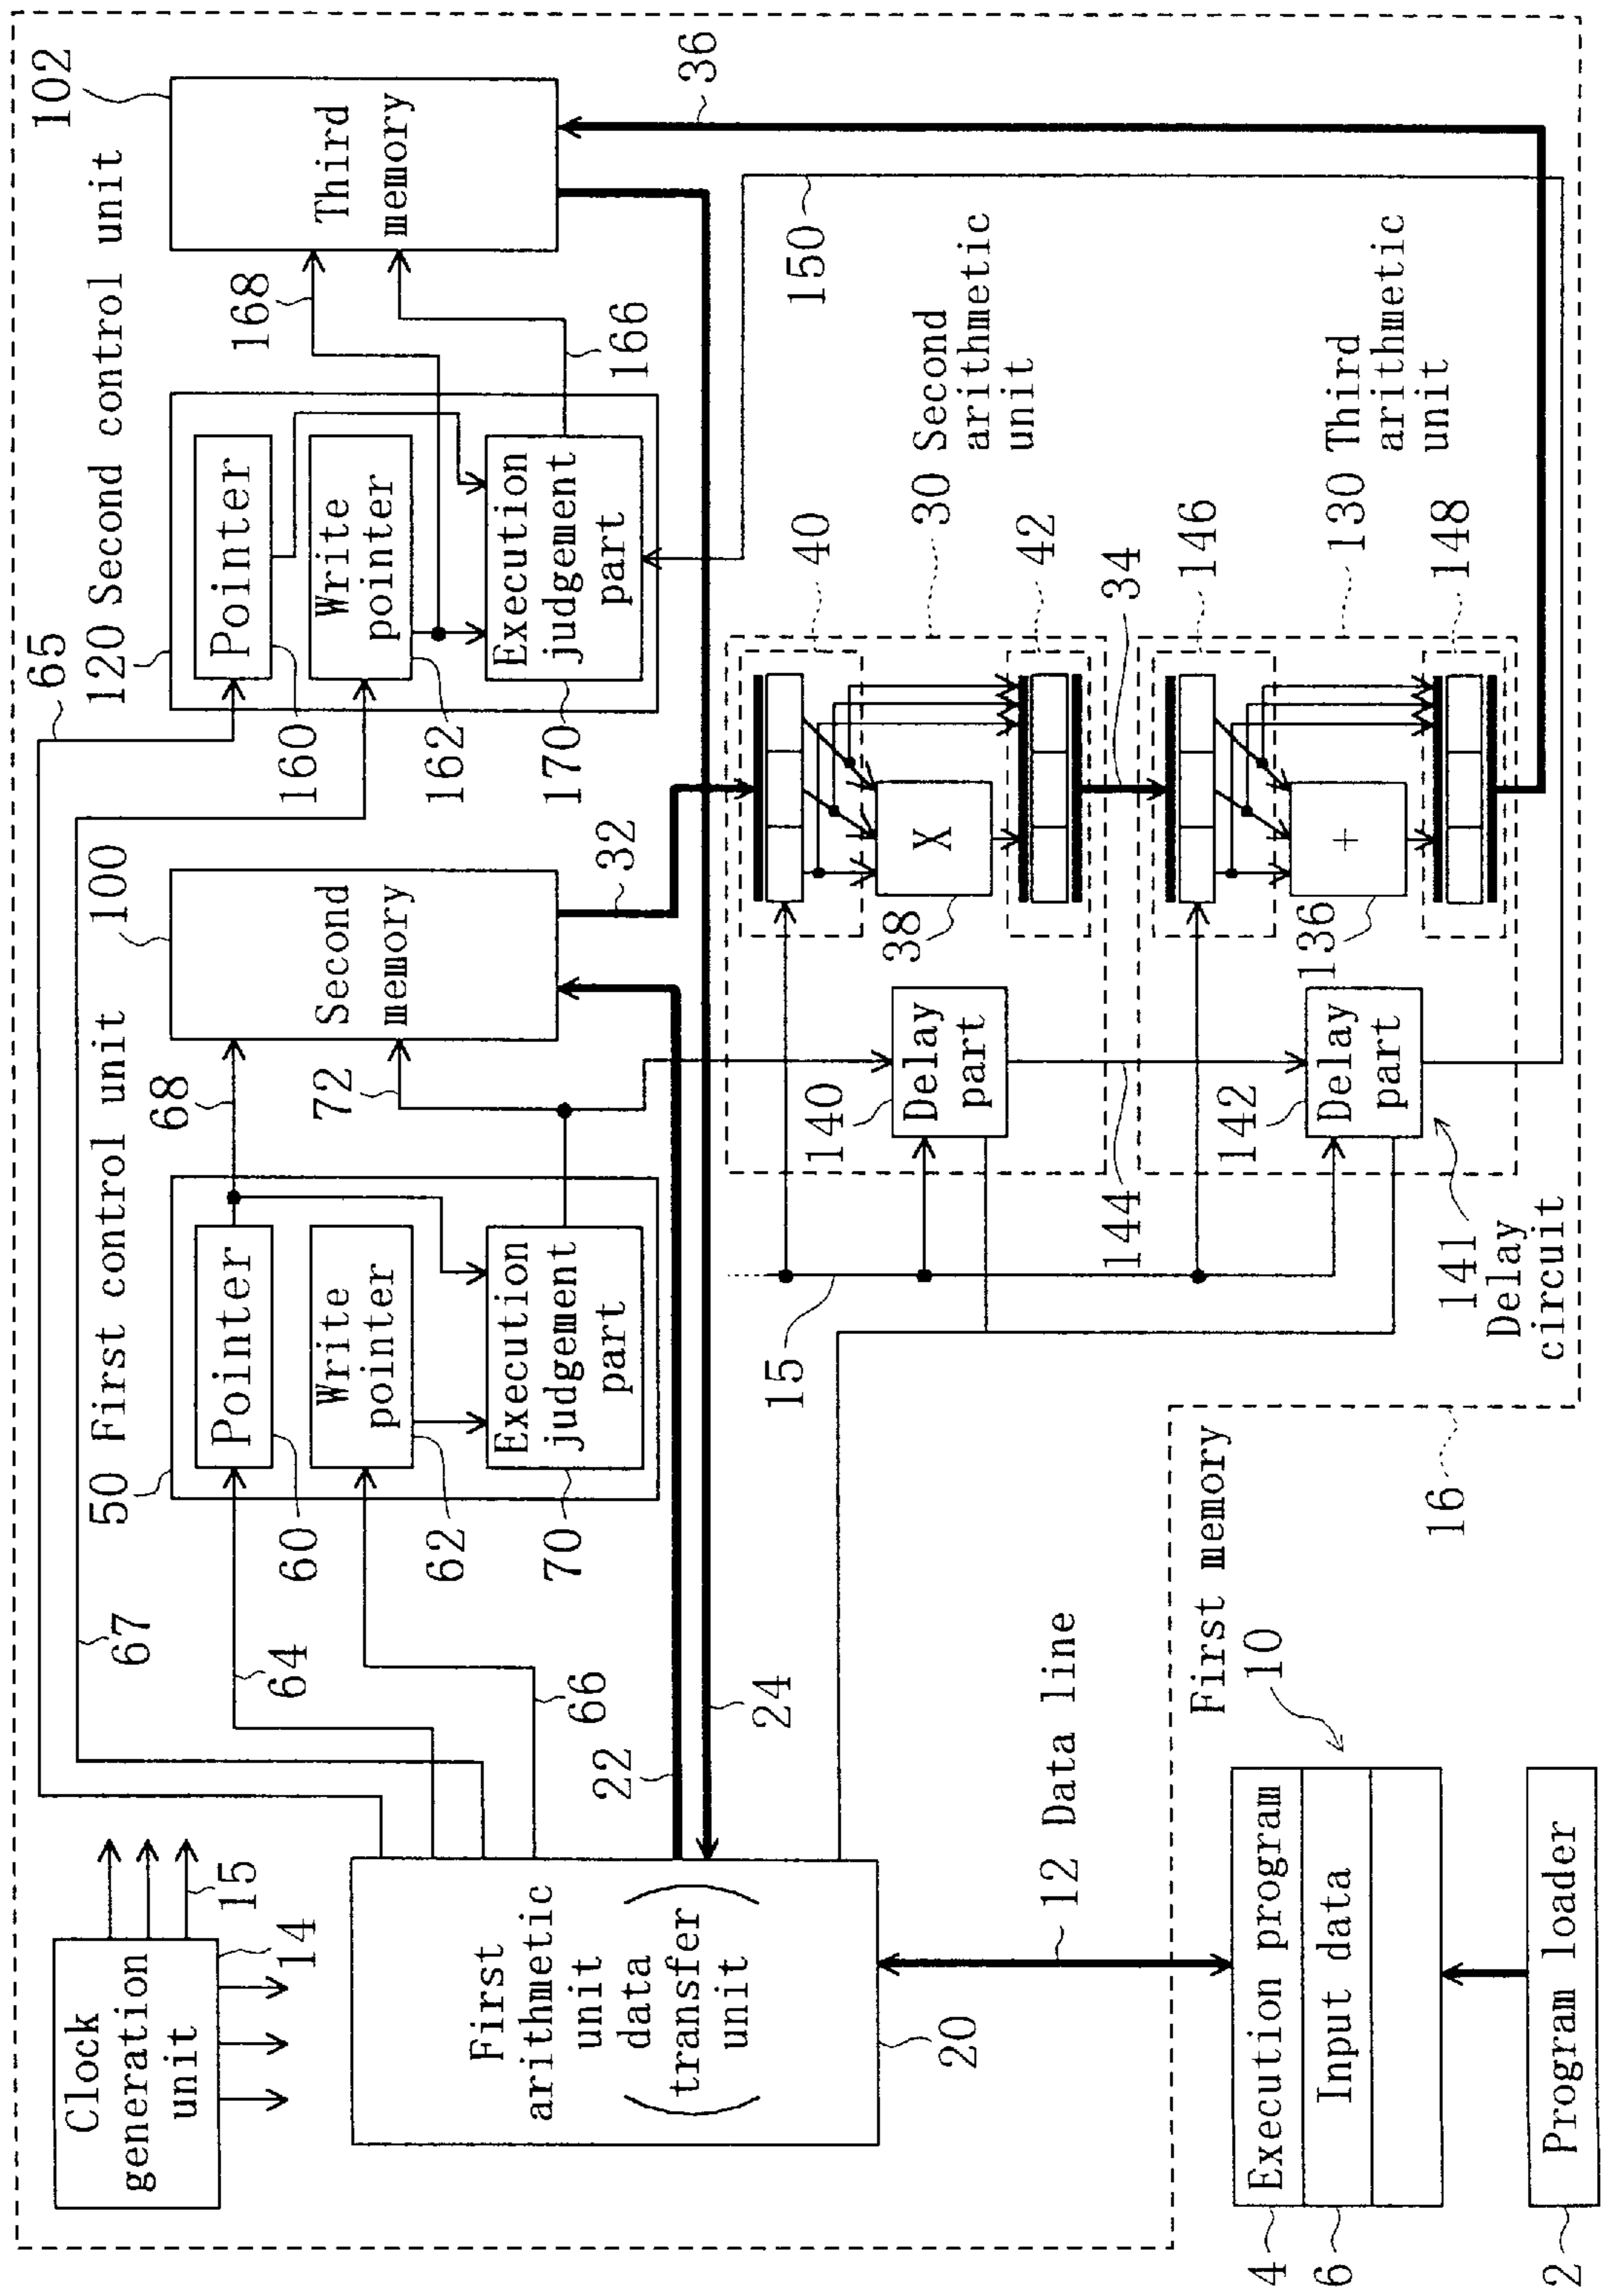 Clock
generation
unit
15
14
First
arithmetic
unit
data
transfer
unit
20
65
67
64
66
22
24
50 First control unit
60
Pointer
62
Write
pointer
70
Execution
judgement
part
68
72
100
Second
memory
32
120 Second control unit
160
Pointer
162
Write
pointer
170
Execution
judgement
part
168
166
102
Third
memory
36
150
15
140
Delay
part
38
X
40
42
30 Second
arithmetic
unit
34
144
142
Delay
part
141
Delay
circuit
136
+
146
148
130 Third
arithmetic
unit
12 Data line
16
First memory
10
4
Execution program
6
Input data
2
Program loader